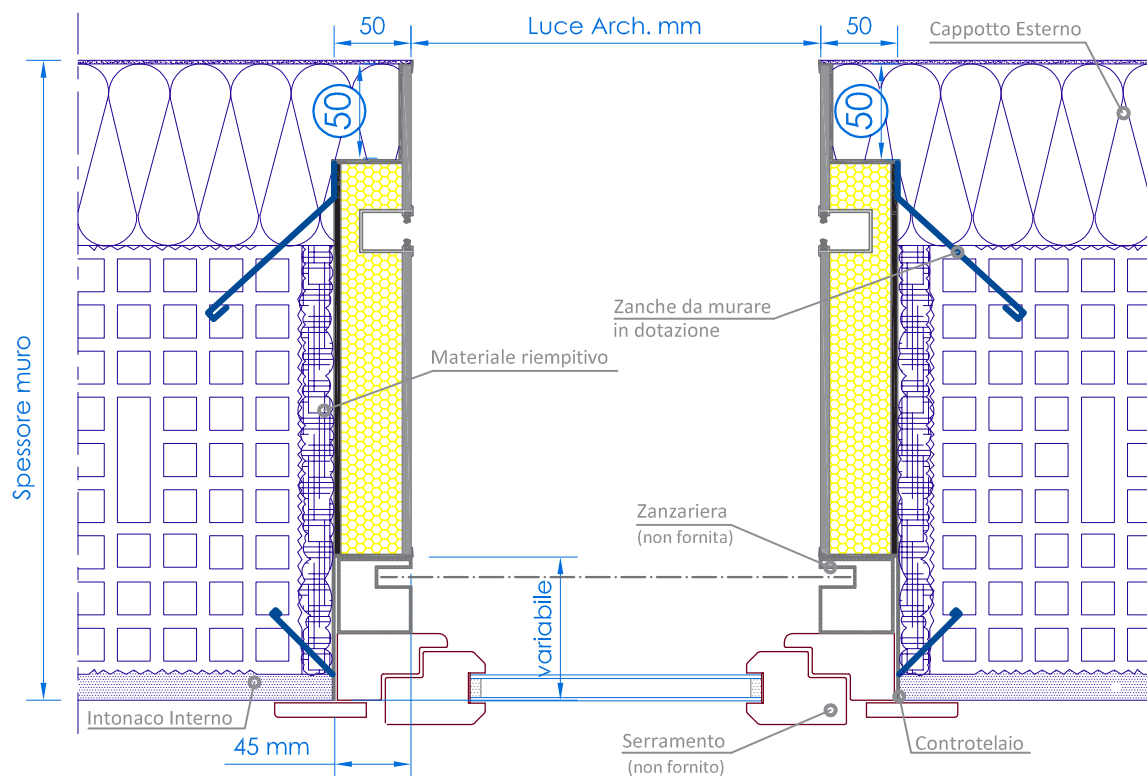 50
Luce Arch. mm
50
Cappotto Esterno
50
50
Zanche da murare
in dotazione
Materiale riempitivo
Spessore muro
Zanzariera
(non fornita)
variabile
Intonaco Interno
45 mm
Serramento
(non fornito)
Controtelaio